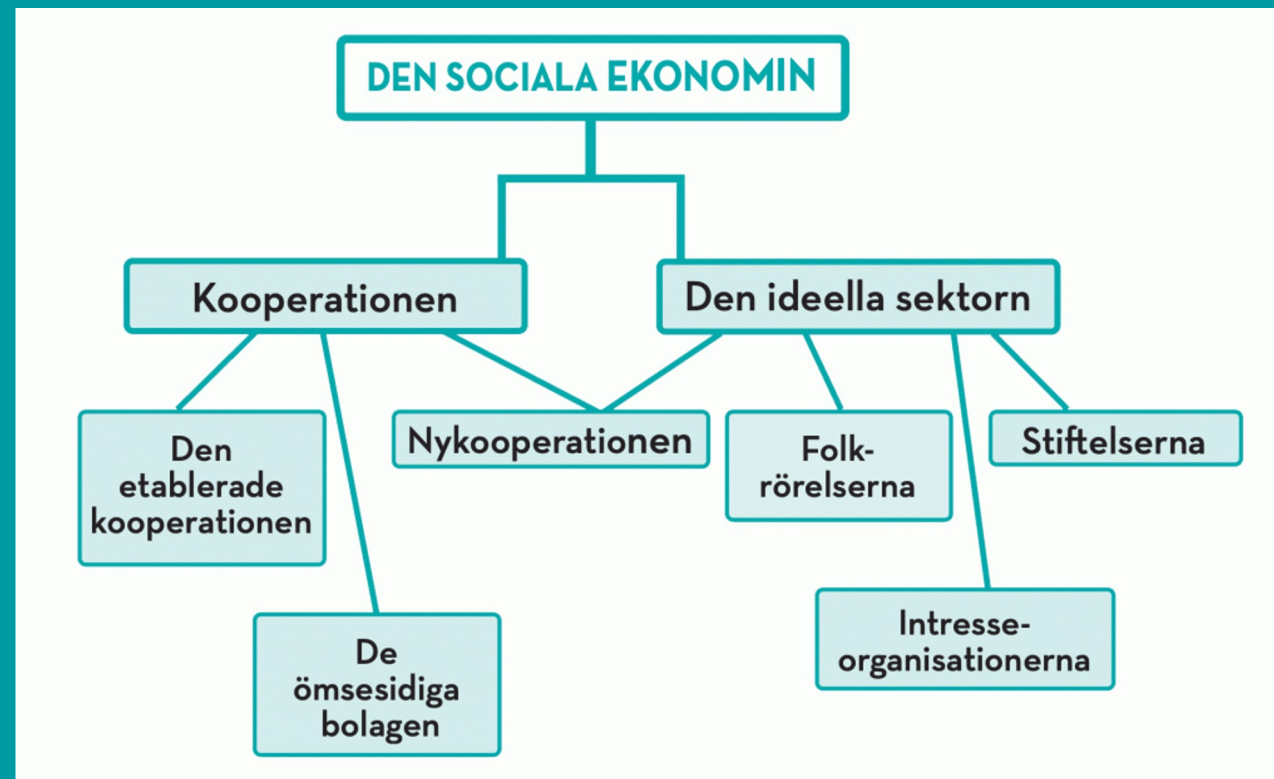 DEN SOCIALA EKONOMIN
Kooperationen
Den ideella sektorn
Den
etablerade
kooperationen
Nykooperationen
Folk-
rörelserna
Stiftelserna
De
ömsesidiga
bolagen
Intresse-
organisationerna